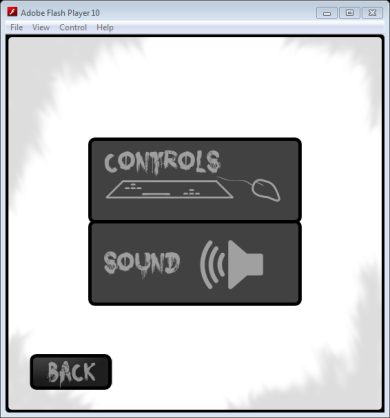 Adobe Flash Player 10
File View Control Help
CONTROLS
SOUND
BACK